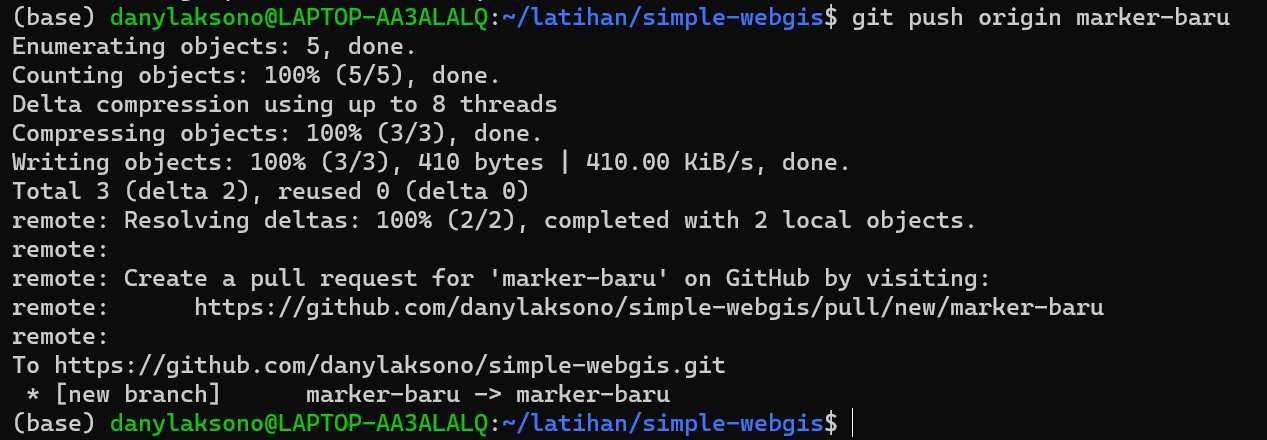 (base) danylaksono@LAPTOP-AA3ALALQ:~/latihan/simple-webgis$ git push origin marker-baru
Enumerating objects: 5, done.
Counting objects: 100% (5/5), done.
Delta compression using up to 8 threads
Compressing objects: 100% (3/3), done.
Writing objects: 100% (3/3), 410 bytes | 410.00 KiB/s, done.
Total 3 (delta 2), reused 0 (delta 0)
remote: Resolving deltas: 100% (2/2), completed with 2 local objects.
remote:
remote: Create a pull request for 'marker-baru' on GitHub by visiting:
remote:      https://github.com/danylaksono/simple-webgis/pull/new/marker-baru
remote:
To https://github.com/danylaksono/simple-webgis.git
 * [new branch]      marker-baru -> marker-baru
(base) danylaksono@LAPTOP-AA3ALALQ:~/latihan/simple-webgis$